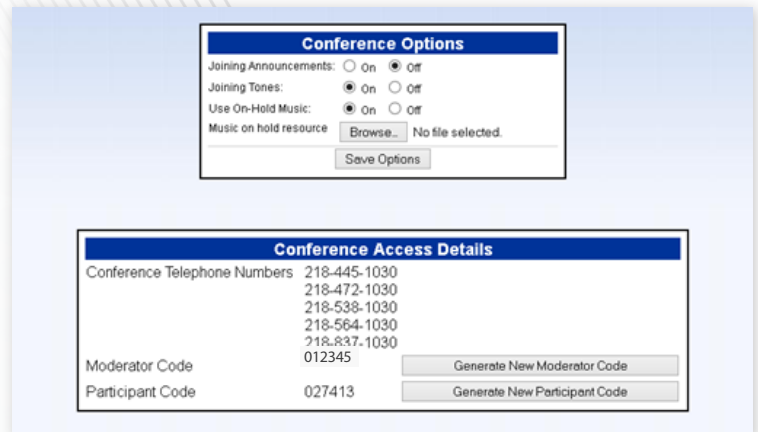 Conference Options
Joining Announcements: On Off
Joining Tones: On Off
Use On-Hold Music: On Off
Music on hold resource Browse... No file selected.
Save Options
Conference Access Details
Conference Telephone Numbers 218-445-1030
218-472-1030
218-538-1030
218-564-1030
218-837-1030
Moderator Code 012345 Generate New Moderator Code
Participant Code 027413 Generate New Participant Code